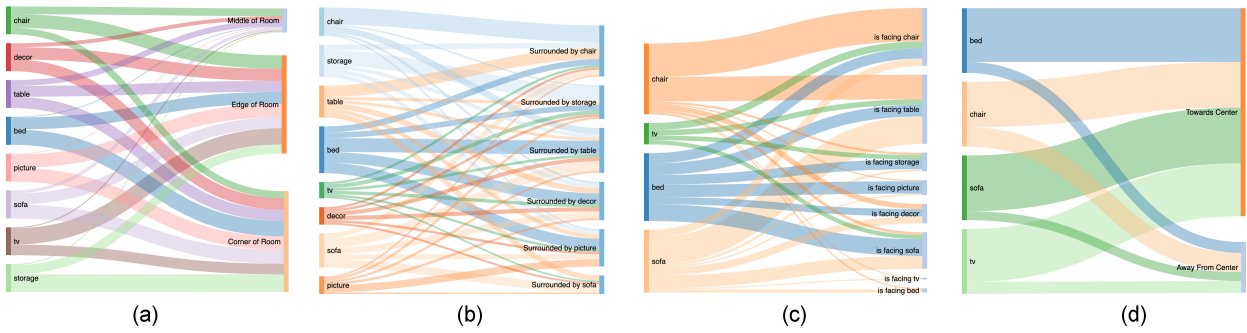 chair
decor
table
bed
picture
sofa
tv
storage
Middle of Room
Edge of Room
Corner of Room
(a)
chair
storage
table
bed
tv
decor
sofa
picture
Surrounded by chair
Surrounded by storage
Surrounded by table
Surrounded by decor
Surrounded by picture
Surrounded by sofa
(b)
chair
tv
bed
sofa
is facing chair
is facing table
is facing storage
is facing picture
is facing decor
is facing sofa
is facing tv
is facing bed
(c)
bed
chair
sofa
tv
Towards Center
Away From Center
(d)